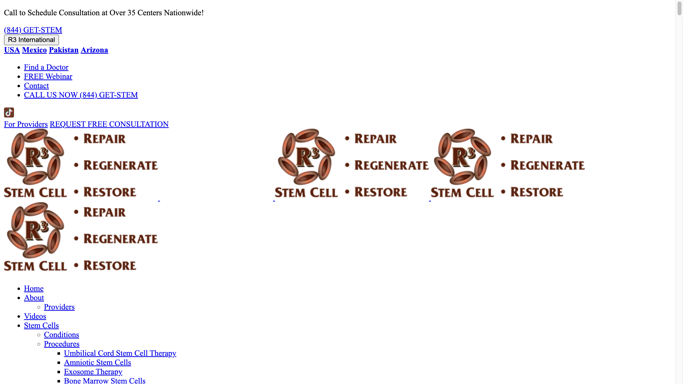 Call to Schedule Consultation at Over 35 Centers Nationwide!
(844) GET-STEM
R3 International
USA Mexico Pakistan Arizona
Find a Doctor
FREE Webinar
Contact
CALL US NOW (844) GET-STEM
For Providers REQUEST FREE CONSULTATION
R3 STEM CELL • REPAIR • REGENERATE • RESTORE
R3 STEM CELL • REPAIR • REGENERATE • RESTORE
R3 STEM CELL • REPAIR • REGENERATE • RESTORE
R3 STEM CELL • REPAIR • REGENERATE • RESTORE
Home
About
Providers
Videos
Stem Cells
Conditions
Procedures
Umbilical Cord Stem Cell Therapy
Amniotic Stem Cells
Exosome Therapy
Bone Marrow Stem Cells